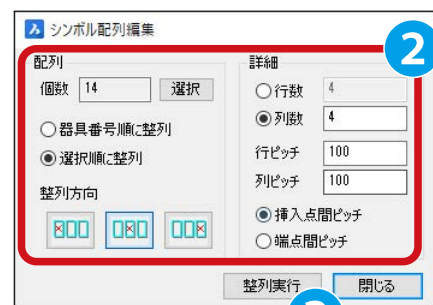 シンボル配列編集
2
配列
個数 14 選択
○器具番号順に整列
◉選択順に整列
整列方向
詳細
○行数 4
◉列数 4
行ピッチ 100
列ピッチ 100
◉挿入点間ピッチ
○端点間ピッチ
整列実行 閉じる